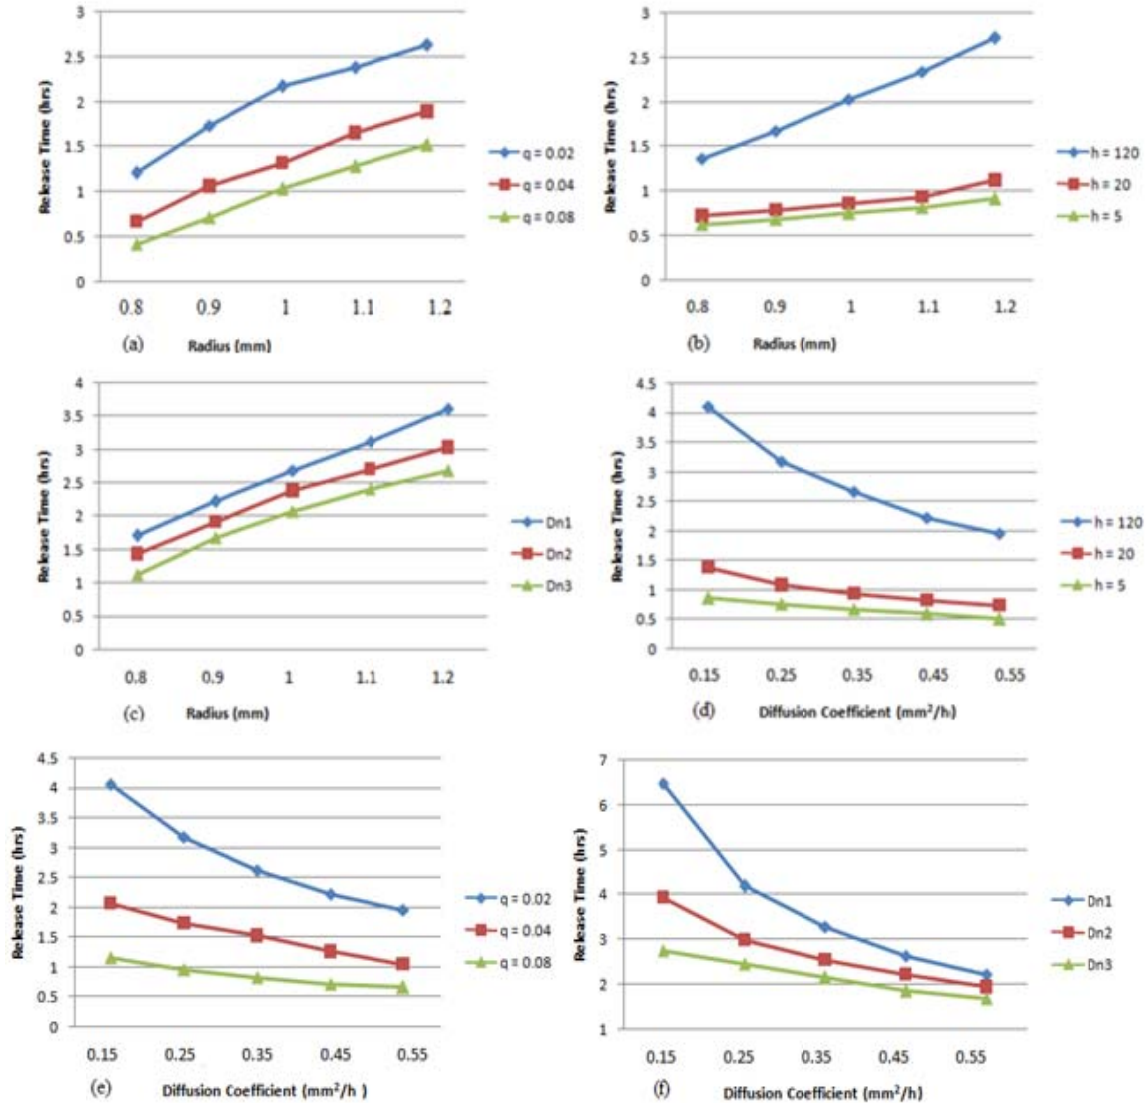 3
2.5
2
1.5
1
0.5
0
Release Time (hrs)
0.8 0.9 1 1.1 1.2
(a) Radius (mm)
q = 0.02
q = 0.04
q = 0.08
3
2.5
2
1.5
1
0.5
0
Release Time (hrs)
0.8 0.9 1 1.1 1.2
(b) Radius (mm)
h = 120
h = 20
h = 5
4
3.5
3
2.5
2
1.5
1
0.5
0
Release Time (hrs)
0.8 0.9 1 1.1 1.2
(c) Radius (mm)
Dn1
Dn2
Dn3
4.5
4
3.5
3
2.5
2
1.5
1
0.5
0
Release Time (hrs)
0.15 0.25 0.35 0.45 0.55
(d) Diffusion Coefficient (mm²/h)
h = 120
h = 20
h = 5
4.5
4
3.5
3
2.5
2
1.5
1
0.5
0
Release Time (hrs)
0.15 0.25 0.35 0.45 0.55
(e) Diffusion Coefficient (mm²/h )
q = 0.02
q = 0.04
q = 0.08
7
6
5
4
3
2
1
Release Time (hrs)
0.15 0.25 0.35 0.45 0.55
(f) Diffusion Coefficient (mm²/h)
Dn1
Dn2
Dn3